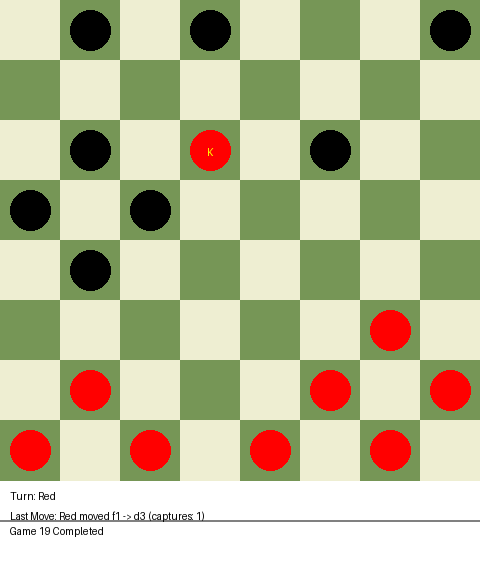 K
Turn: Red
Last Move: Red moved f1 -> d3 (captures: 1)
Game 19 Completed